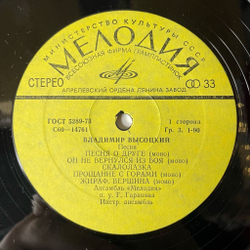 МИНИСТЕРСТВО КУЛЬТУРЫ СССР
МЕЛОДИЯ
ВСЕСОЮЗНАЯ ФИРМА ГРАМПЛАСТИНОК
СТЕРЕО
33
АПРЕЛЕВСКИЙ ОРДЕНА ЛЕНИНА ЗАВОД
ГОСТ 5289-73
1 сторона
С60—14761
Гр. 3. 1-90
ВЛАДИМИР ВЫСОЦКИЙ
Песни
ПЕСНЯ О ДРУГЕ (моно)
ОН НЕ ВЕРНУЛСЯ ИЗ БОЯ (моно)
СКАЛОЛАЗКА
ПРОЩАНИЕ С ГОРАМИ (моно)
ЖИРАФ, ВЕРШИНА (моно)
Ансамбль «Мелодия»
п/у Г. Гараняна
Инстр. ансамбль